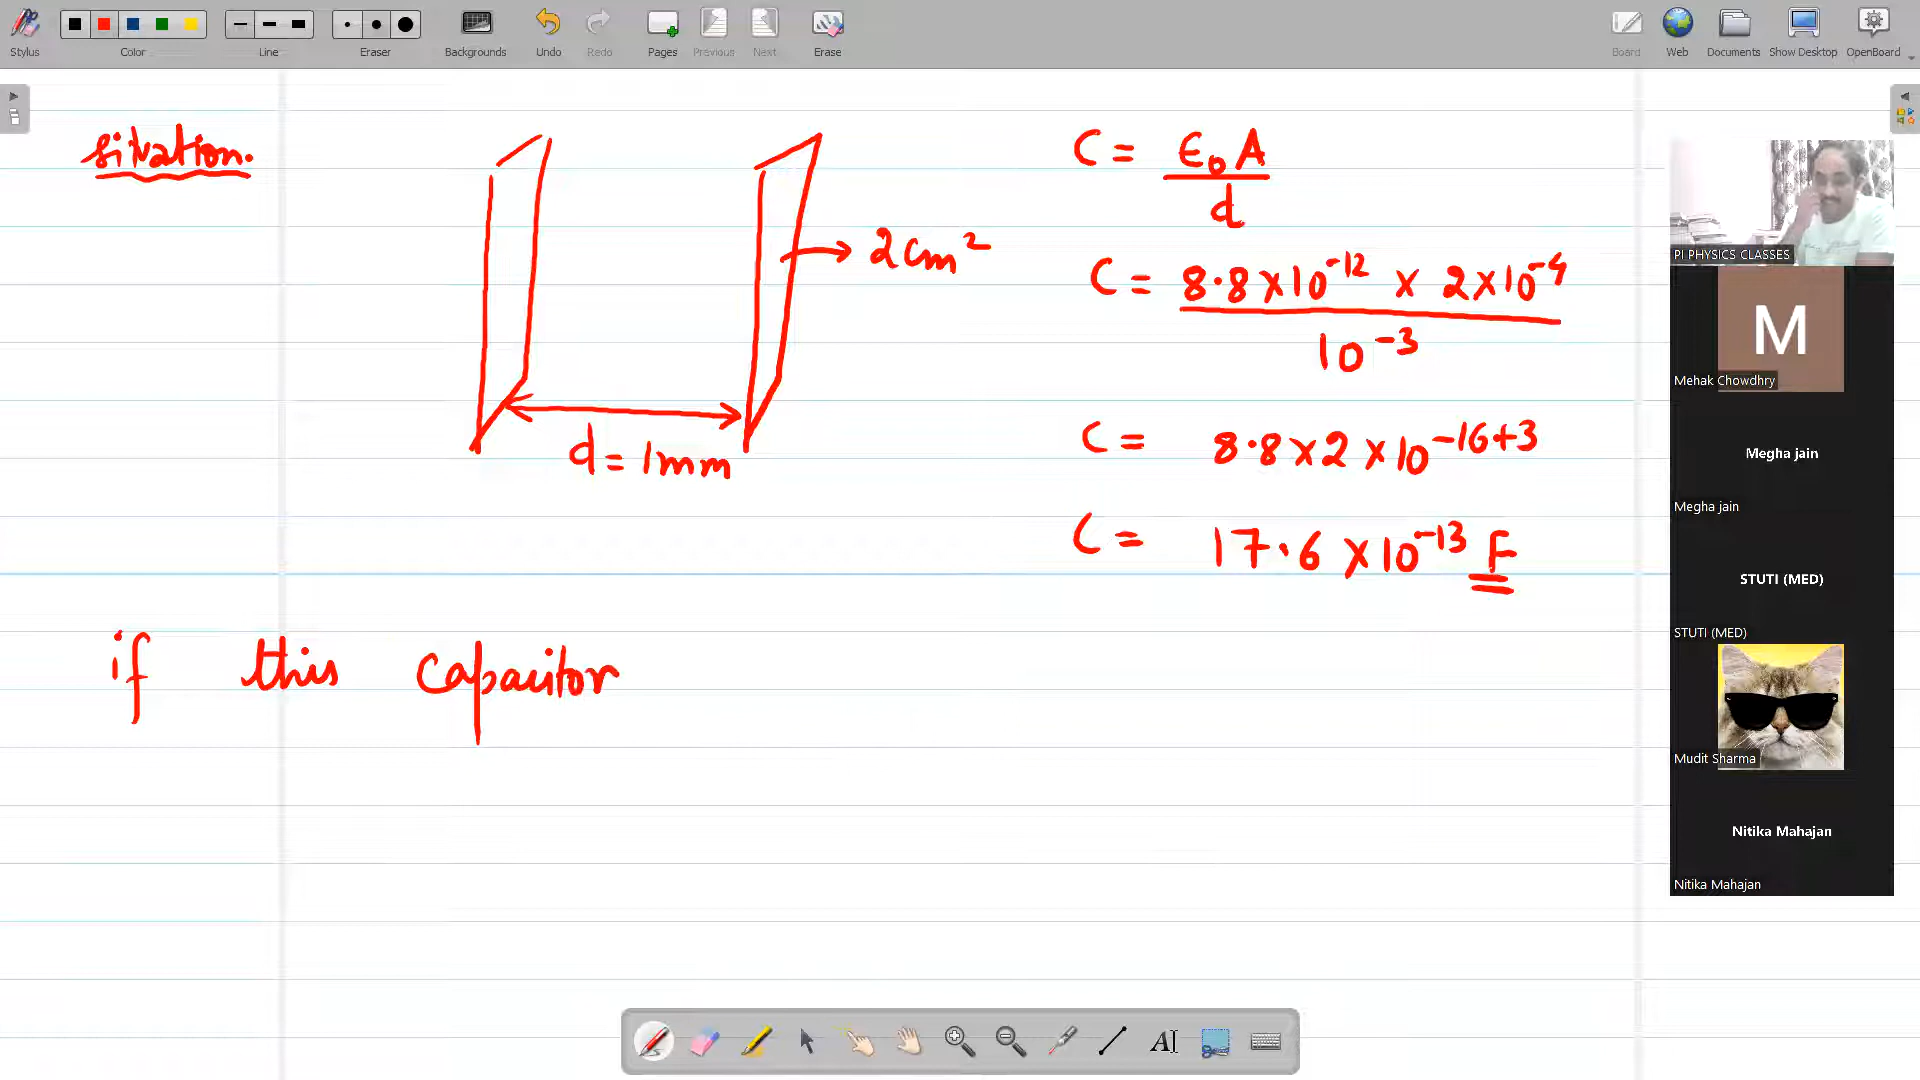 Stylus
Color
Line
Eraser
Backgrounds
Undo
Redo
Pages
Previous
Next
Erase
Board
Web
Documents
Show Desktop
OpenBoard
situation.
2cm²
d = 1mm
C = ε₀A / d
C = 8.8×10⁻¹² × 2×10⁻⁴ / 10⁻³
C = 8.8×2×10⁻¹⁶⁺³
C = 17.6×10⁻¹³ F
if this capacitor
PI PHYSICS CLASSES
M
Mehak Chowdhry
Megha jain
Megha jain
STUTI (MED)
STUTI (MED)
Mudit Sharma
Nitika Mahajan
Nitika Mahajan